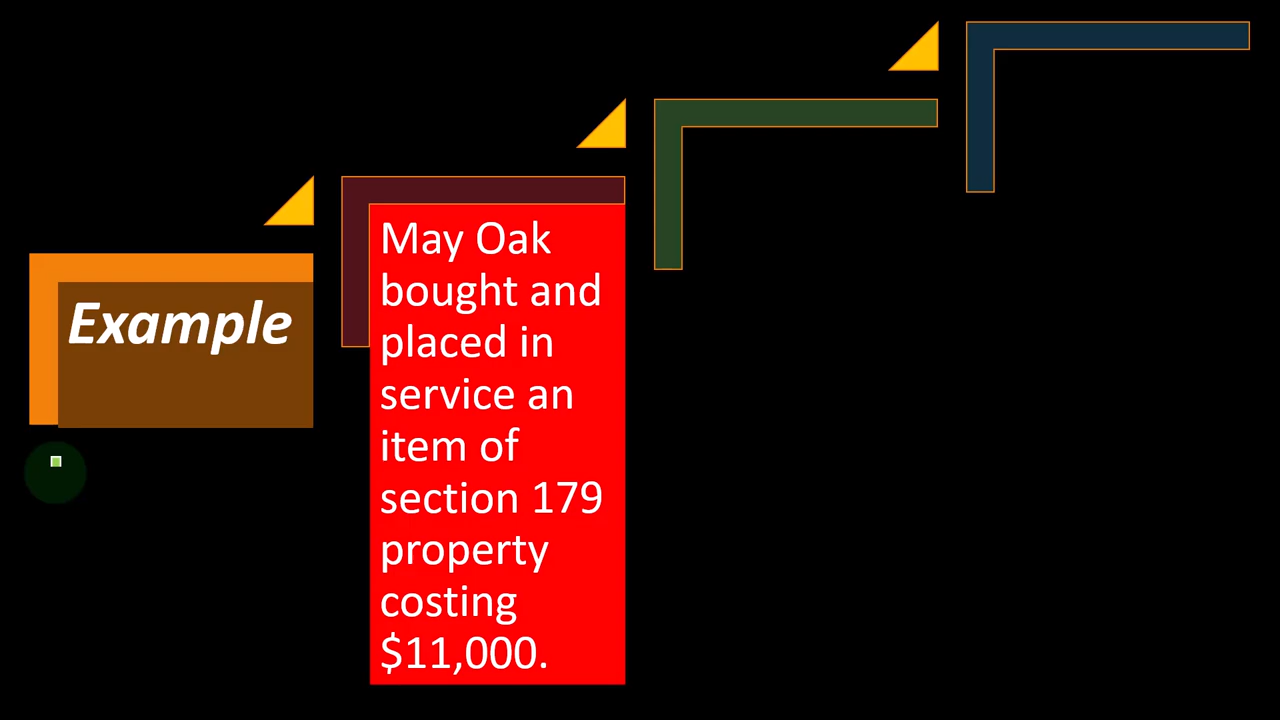 Example
May Oak
bought and
placed in
service an
item of
section 179
property
costing
$11,000.